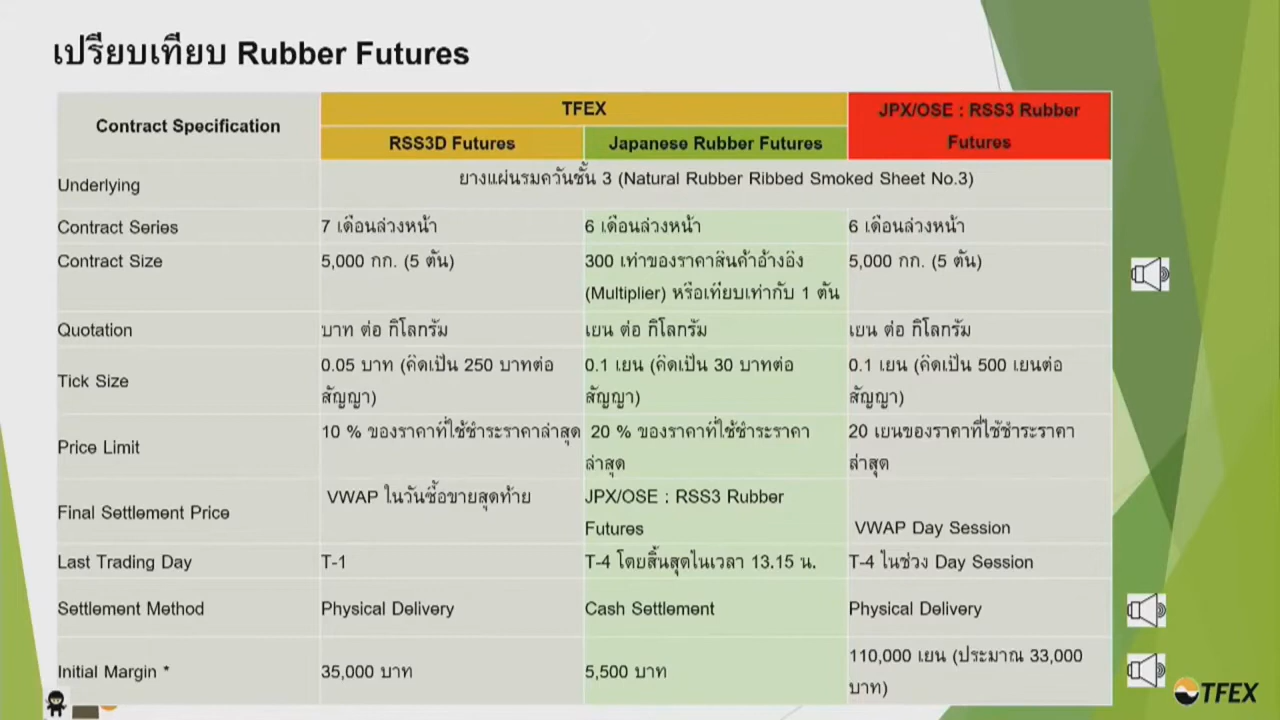 เปรียบเทียบ Rubber Futures
Contract Specification
TFEX
JPX/OSE : RSS3 Rubber
Futures
RSS3D Futures
Japanese Rubber Futures
Underlying
ยางแผ่นรมควันชั้น 3 (Natural Rubber Ribbed Smoked Sheet No.3)
Contract Series
7 เดือนล่วงหน้า
6 เดือนล่วงหน้า
6 เดือนล่วงหน้า
Contract Size
5,000 กก. (5 ตัน)
300 เท่าของราคาสินค้าอ้างอิง
(Multiplier) หรือเทียบเท่ากับ 1 ตัน
5,000 กก. (5 ตัน)
Quotation
บาท ต่อ กิโลกรัม
เยน ต่อ กิโลกรัม
เยน ต่อ กิโลกรัม
Tick Size
0.05 บาท (คิดเป็น 250 บาทต่อ
สัญญา)
0.1 เยน (คิดเป็น 30 บาทต่อ
สัญญา)
0.1 เยน (คิดเป็น 500 เยนต่อ
สัญญา)
Price Limit
10 % ของราคาที่ใช้ชำระราคาล่าสุด
20 % ของราคาที่ใช้ชำระราคา
ล่าสุด
20 เยนของราคาที่ใช้ชำระราคา
ล่าสุด
Final Settlement Price
VWAP ในวันซื้อขายสุดท้าย
JPX/OSE : RSS3 Rubber
Futures
VWAP Day Session
Last Trading Day
T-1
T-4 โดยสิ้นสุดในเวลา 13.15 น.
T-4 ในช่วง Day Session
Settlement Method
Physical Delivery
Cash Settlement
Physical Delivery
Initial Margin *
35,000 บาท
5,500 บาท
110,000 เยน (ประมาณ 33,000
บาท)
TFEX